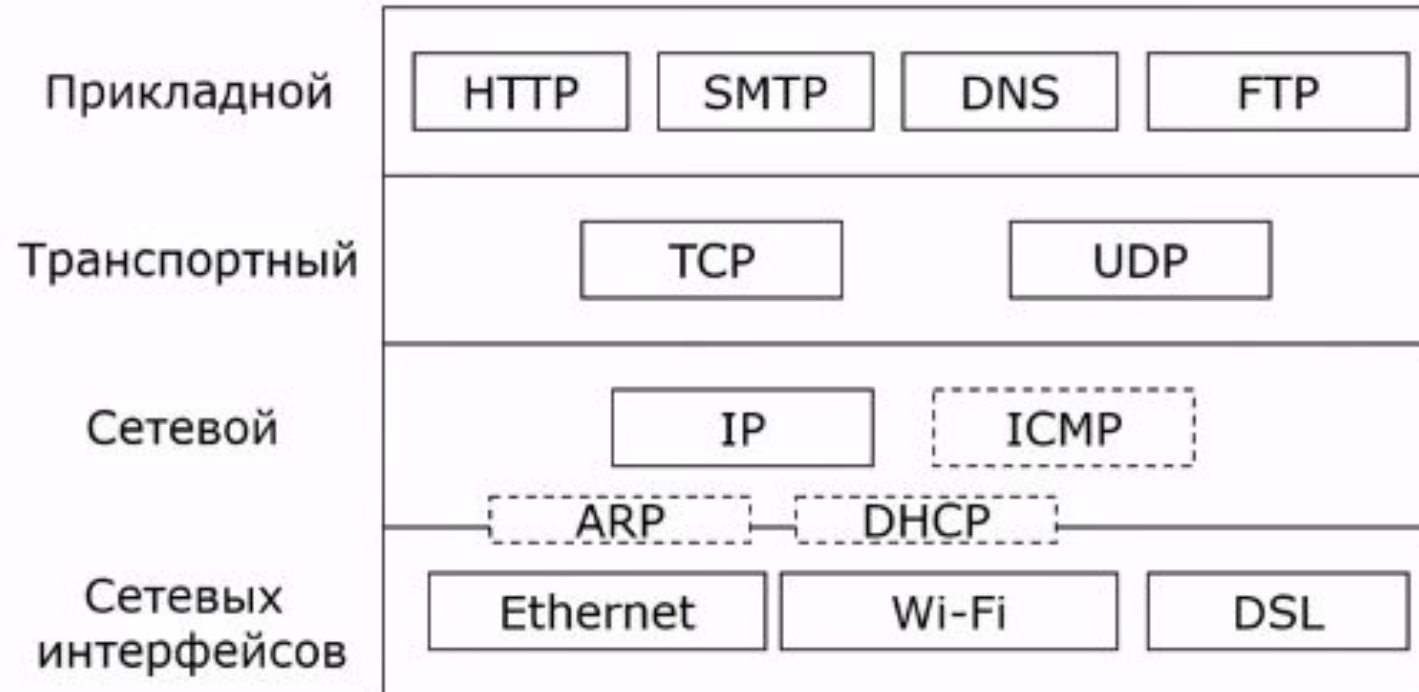 Прикладной HTTP SMTP DNS FTP
Транспортный TCP UDP
Сетевой IP ICMP
ARP DHCP
Сетевых
интерфейсов Ethernet Wi-Fi DSL